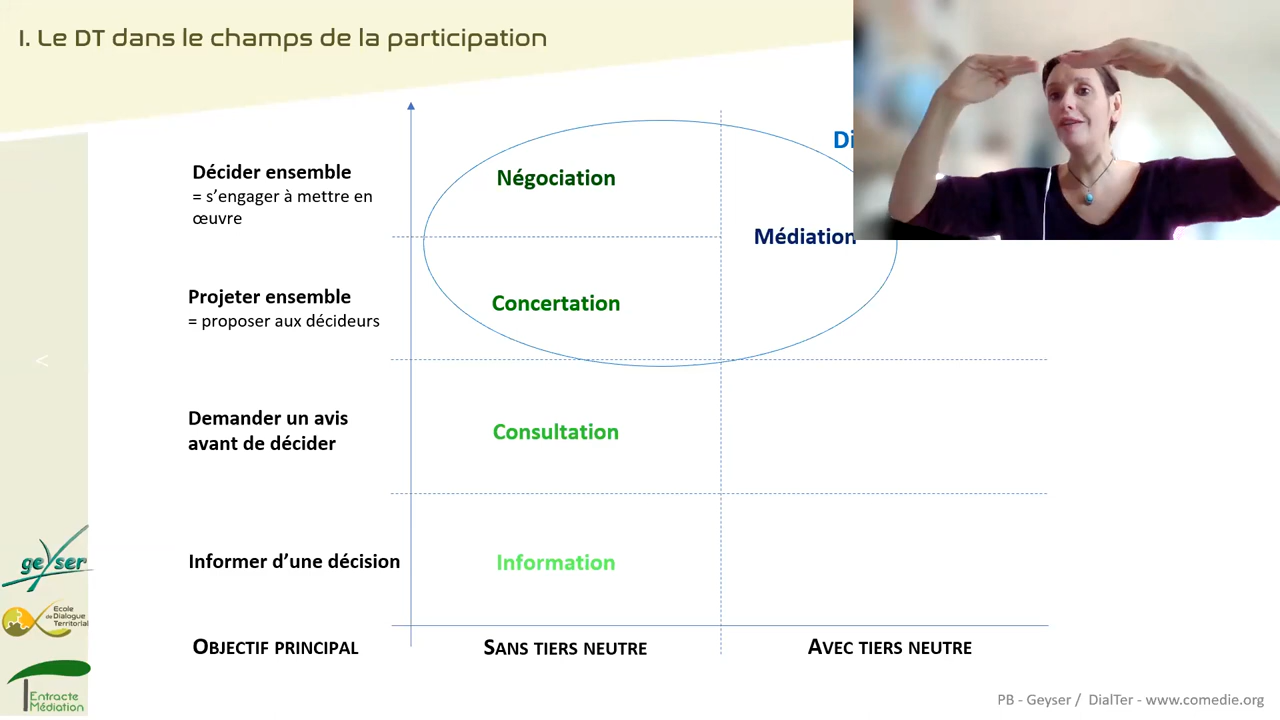 I. Le DT dans le champs de la participation
Décider ensemble
= s'engager à mettre en
œuvre
Négociation
Médiation
Projeter ensemble
= proposer aux décideurs
Concertation
Demander un avis
avant de décider
Consultation
Informer d'une décision
Information
OBJECTIF PRINCIPAL
SANS TIERS NEUTRE
AVEC TIERS NEUTRE
geyser
Ecole
de Dialogue
Territorial
Entracte
Médiation
PB - Geyser / DialTer - www.comedie.org